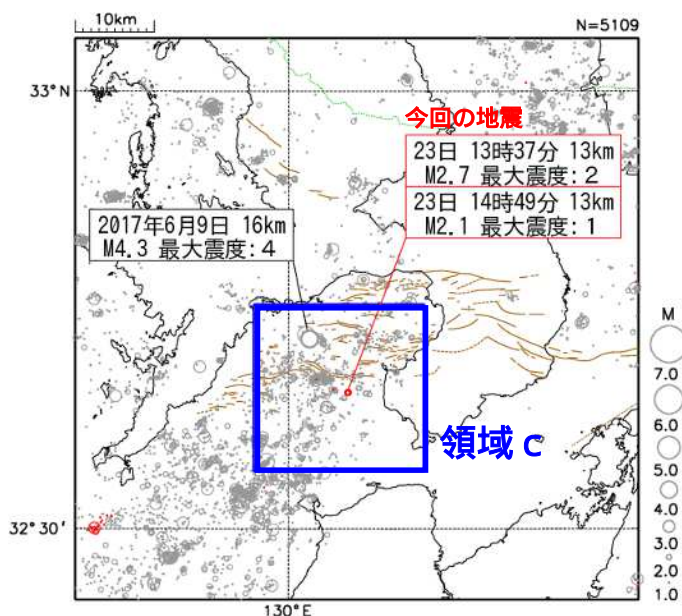 10km
N=5109
33°N
今回の地震
23日 13時37分 13km
M2.7 最大震度:2
23日 14時49分 13km
M2.1 最大震度:1
2017年6月9日 16km
M4.3 最大震度:4
M
7.0
6.0
5.0
4.0
3.0
2.0
1.0
領域 c
32°30′
130°E